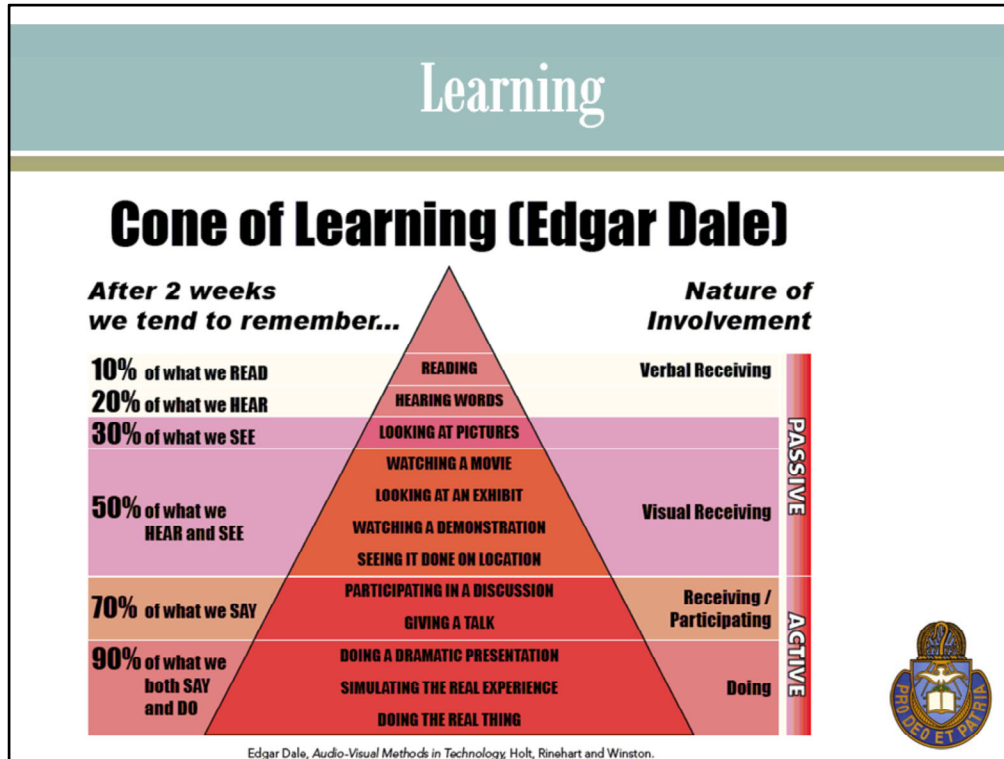 Learning
Cone of Learning (Edgar Dale)
After 2 weeks
we tend to remember...
Nature of
Involvement
10% of what we READ
READING
Verbal Receiving
20% of what we HEAR
HEARING WORDS
30% of what we SEE
LOOKING AT PICTURES
WATCHING A MOVIE
LOOKING AT AN EXHIBIT
50% of what we
HEAR and SEE
WATCHING A DEMONSTRATION
Visual Receiving
SEEING IT DONE ON LOCATION
PASSIVE
PARTICIPATING IN A DISCUSSION
70% of what we SAY
Receiving /
Participating
GIVING A TALK
90% of what we
both SAY
and DO
DOING A DRAMATIC PRESENTATION
SIMULATING THE REAL EXPERIENCE
Doing
DOING THE REAL THING
ACTIVE
PRO DEO ET PATRIA
Edgar Dale, Audio-Visual Methods in Technology, Holt, Rinehart and Winston.